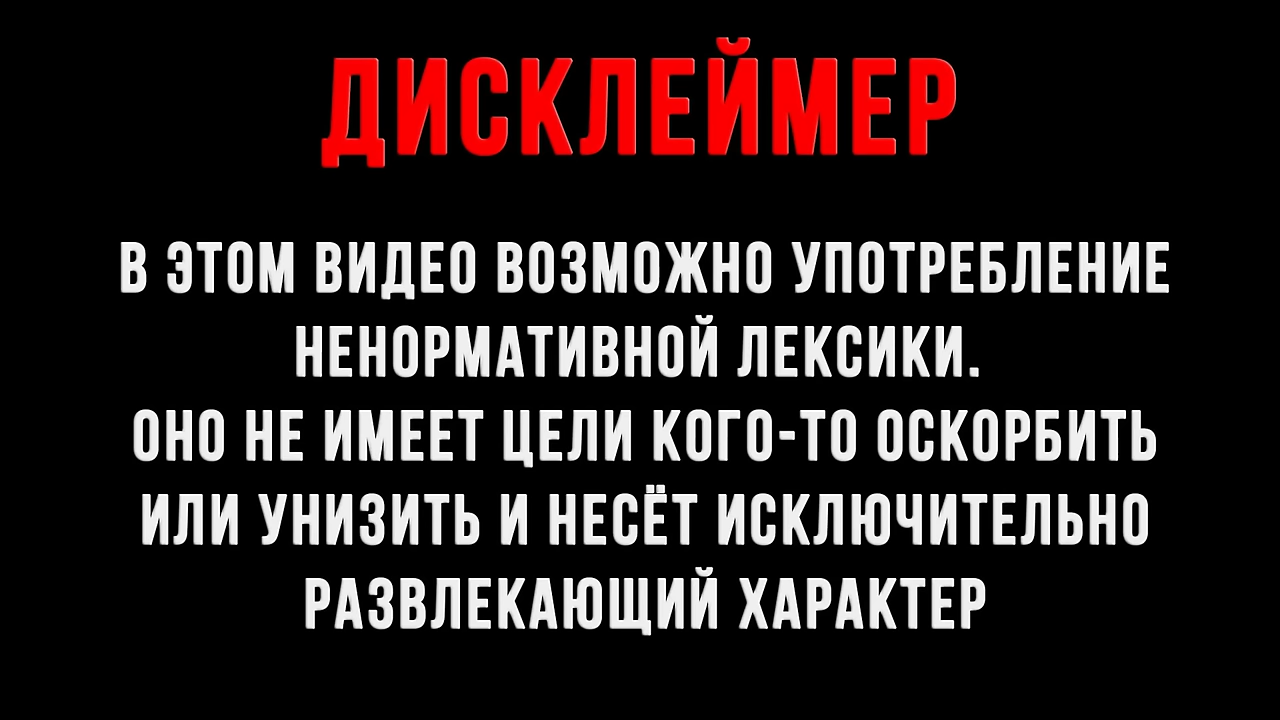 ДИСКЛЕЙМЕР
В ЭТОМ ВИДЕО ВОЗМОЖНО УПОТРЕБЛЕНИЕ
НЕНОРМАТИВНОЙ ЛЕКСИКИ.
ОНО НЕ ИМЕЕТ ЦЕЛИ КОГО-ТО ОСКОРБИТЬ
ИЛИ УНИЗИТЬ И НЕСЁТ ИСКЛЮЧИТЕЛЬНО
РАЗВЛЕКАЮЩИЙ ХАРАКТЕР